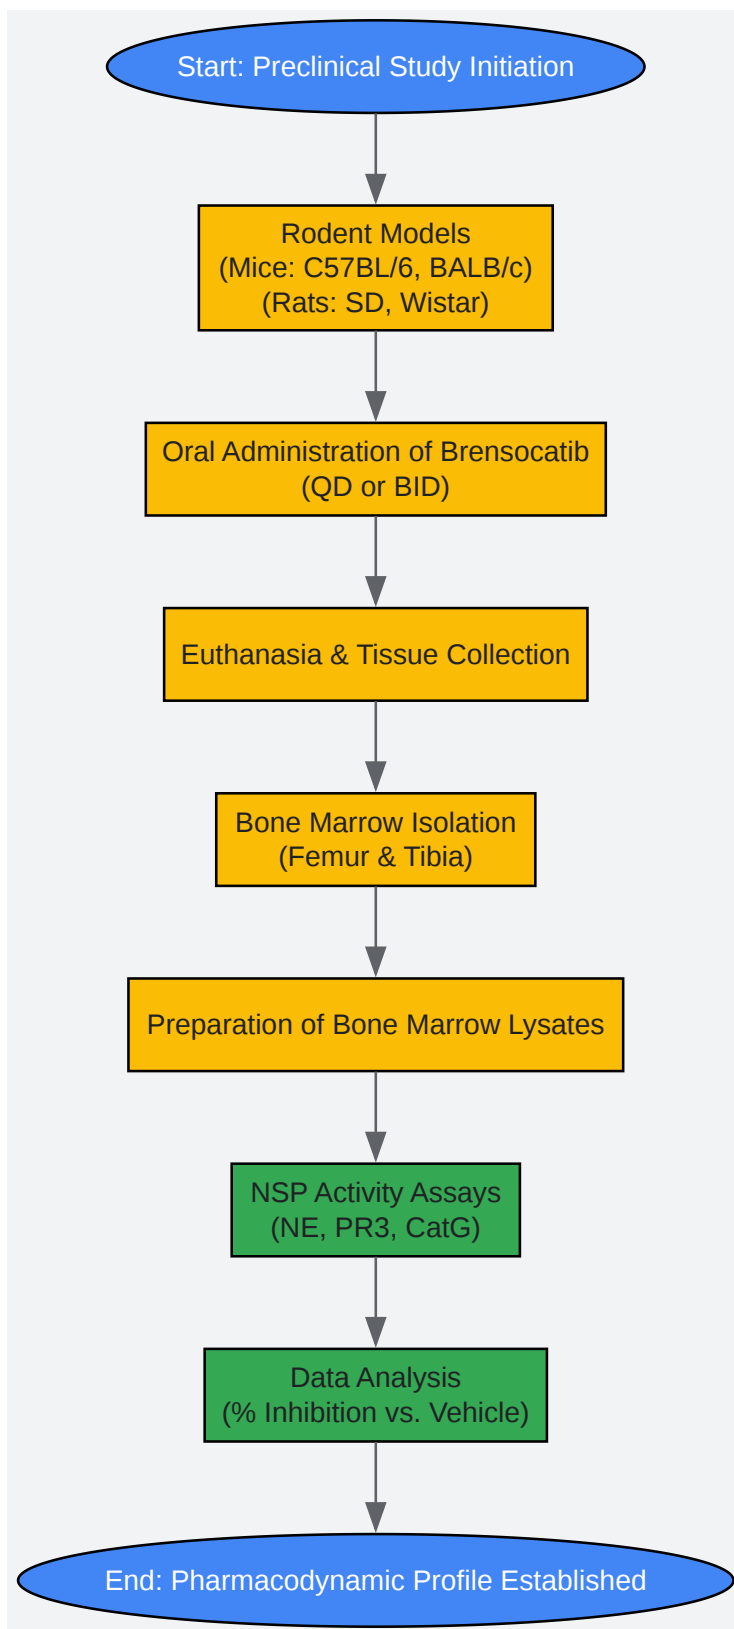 Start: Preclinical Study Initiation
Rodent Models
(Mice: C57BL/6, BALB/c)
(Rats: SD, Wistar)
Oral Administration of Brensocatib
(QD or BID)
Euthanasia & Tissue Collection
Bone Marrow Isolation
(Femur & Tibia)
Preparation of Bone Marrow Lysates
NSP Activity Assays
(NE, PR3, CatG)
Data Analysis
(% Inhibition vs. Vehicle)
End: Pharmacodynamic Profile Established